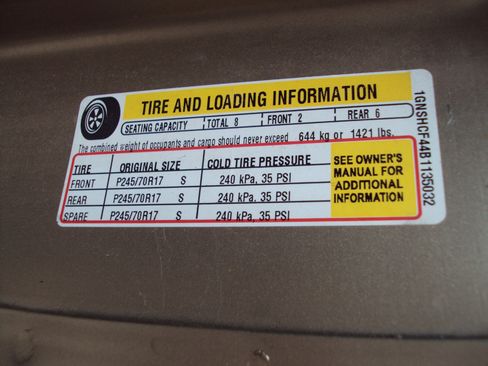 TIRE AND LOADING INFORMATION
SEATING CAPACITY TOTAL 8 FRONT 2 REAR 6
The combined weight of occupants and cargo should never exceed 644 kg or 1421 lbs.
TIRE ORIGINAL SIZE COLD TIRE PRESSURE
FRONT P245/70R17 S 240 kPa, 35 PSI
REAR P245/70R17 S 240 kPa, 35 PSI
SPARE P245/70R17 S 240 kPa, 35 PSI
SEE OWNER'S
MANUAL FOR
ADDITIONAL
INFORMATION